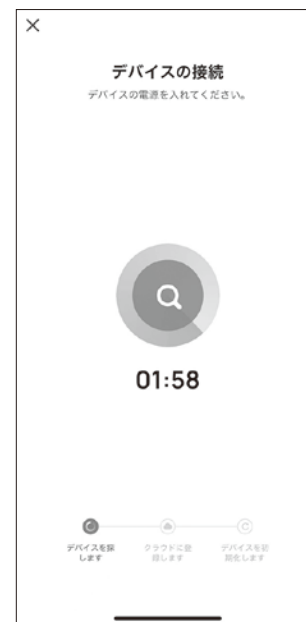 デバイスの接続
デバイスの電源を入れてください。
01:58
デバイスを探
します
クラウドに登
録します
デバイスを初
期化します